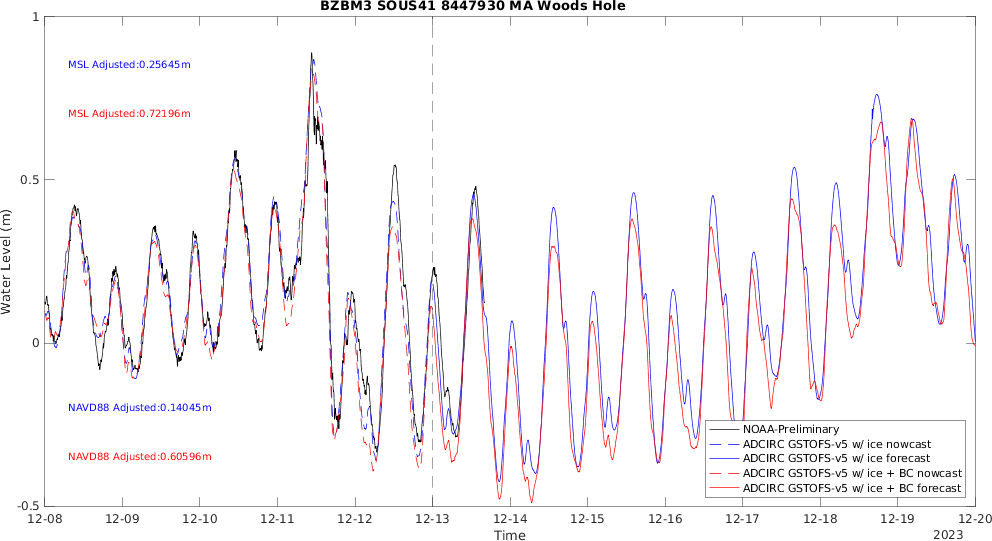 BZBM3 SOUS41 8447930 MA Woods Hole
1
0.5
0
-0.5
Water Level (m)
MSL Adjusted:0.25645m
MSL Adjusted:0.72196m
NAVD88 Adjusted:0.14045m
NAVD88 Adjusted:0.60596m
NOAA-Preliminary
ADCIRC GSTOFS-v5 w/ ice nowcast
ADCIRC GSTOFS-v5 w/ ice forecast
ADCIRC GSTOFS-v5 w/ ice + BC nowcast
ADCIRC GSTOFS-v5 w/ ice + BC forecast
12-08 12-09 12-10 12-11 12-12 12-13 12-14 12-15 12-16 12-17 12-18 12-19 12-20
Time
2023